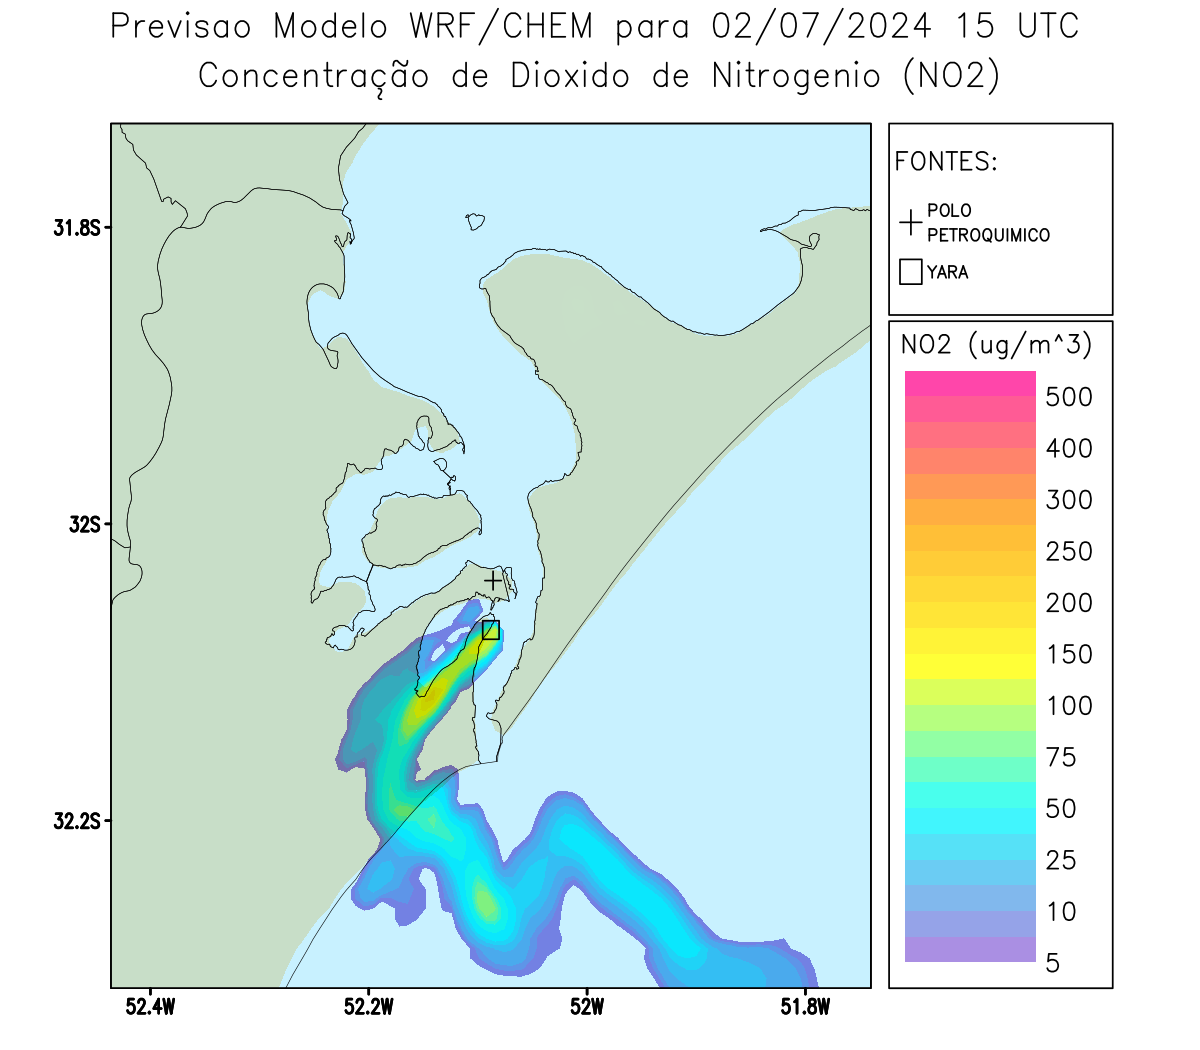 Previsao Modelo WRF/CHEM para 02/07/2024 15 UTC
Concentração de Dioxido de Nitrogenio (NO2)
FONTES:
POLO
PETROQUIMICO
YARA
NO2 (ug/m^3)
500
400
300
250
200
150
100
75
50
25
10
5
31.8S
32S
32.2S
52.4W
52.2W
52W
51.8W